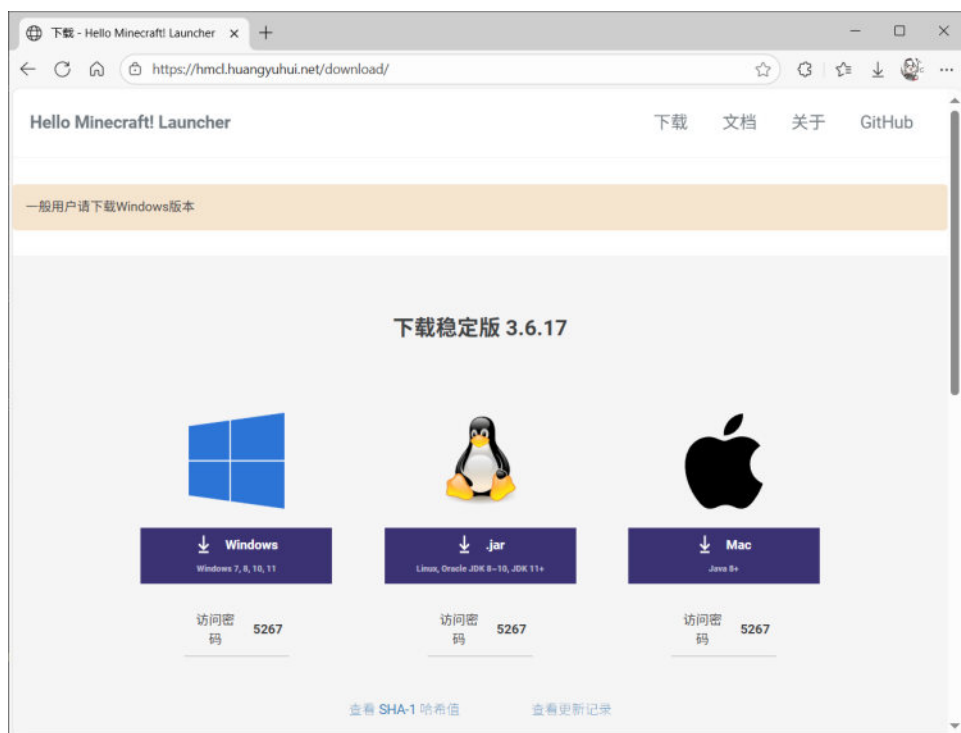 下载 - Hello Minecraft! Launcher
https://hmcl.huangyuhui.net/download/
Hello Minecraft! Launcher 下载 文档 关于 GitHub
一般用户请下载Windows版本
下载稳定版 3.6.17
Windows .jar Mac
Windows 7, 8, 10, 11 Linux, Oracle JDK 8~10, JDK 11+ Java 8+
访问密码 5267 访问密码 5267 访问密码 5267
查看 SHA-1 哈希值 查看更新记录